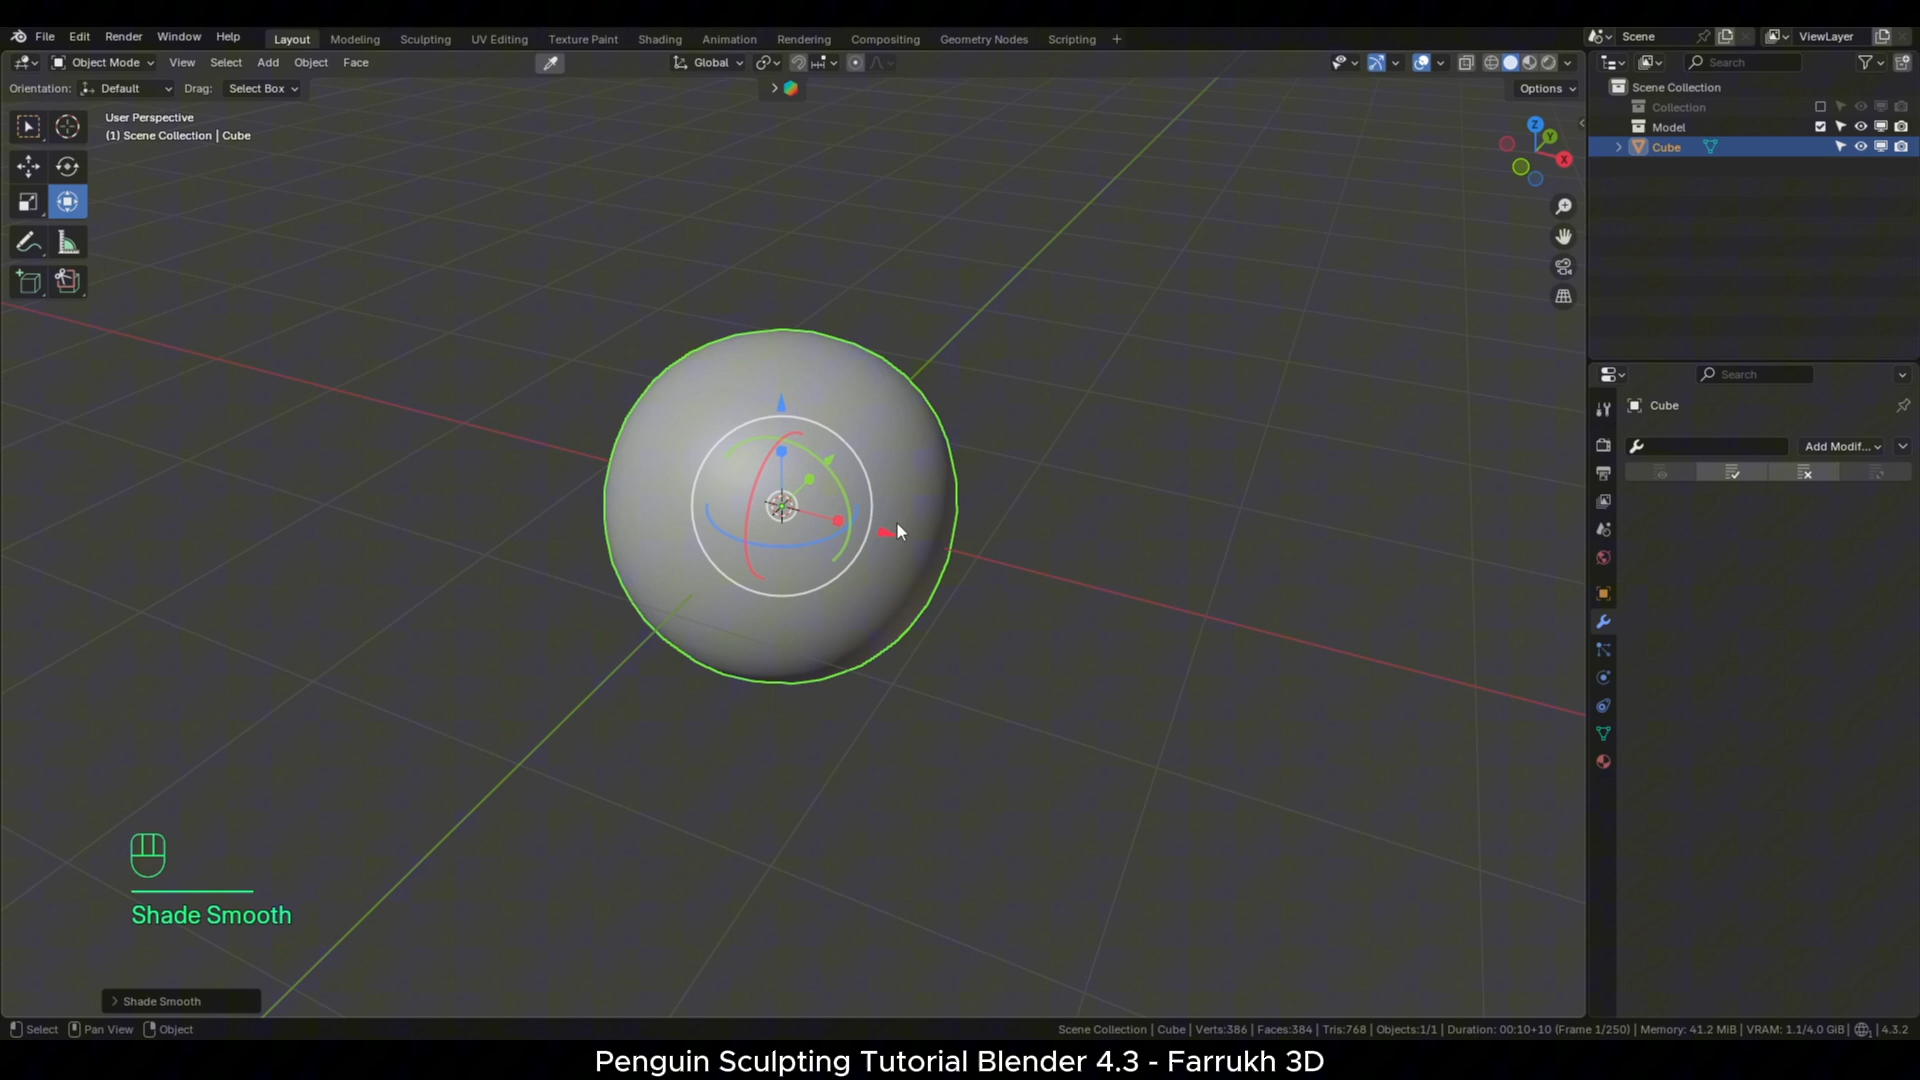 File Edit Render Window Help Layout Modeling Sculpting UV Editing Texture Paint Shading Animation Rendering Compositing Geometry Nodes Scripting + Scene ViewLayer
Object Mode View Select Add Object Face Global Search
Orientation: Default Drag: Select Box Options
Scene Collection
Collection
Model
Cube
User Perspective
(1) Scene Collection | Cube
Z
Y
X
Search
Cube
Add Modif...
Shade Smooth
Shade Smooth
Select Pan View Object Scene Collection | Cube | Verts:386 | Faces:384 | Tris:768 | Objects:1/1 | Duration: 00:10+10 (Frame 1/250) | Memory: 41.2 MiB | VRAM: 1.1/4.0 GiB | 4.3.2
Penguin Sculpting Tutorial Blender 4.3 - Farrukh 3D